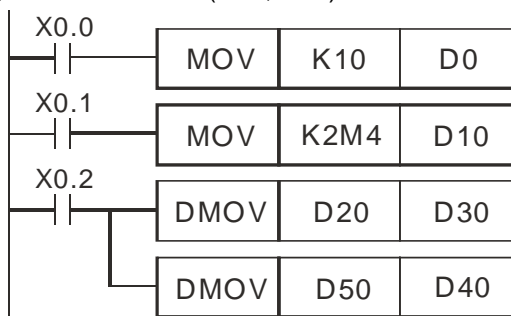 X0.0
MOV K10 D0
X0.1
MOV K2M4 D10
X0.2
DMOV D20 D30
DMOV D50 D40